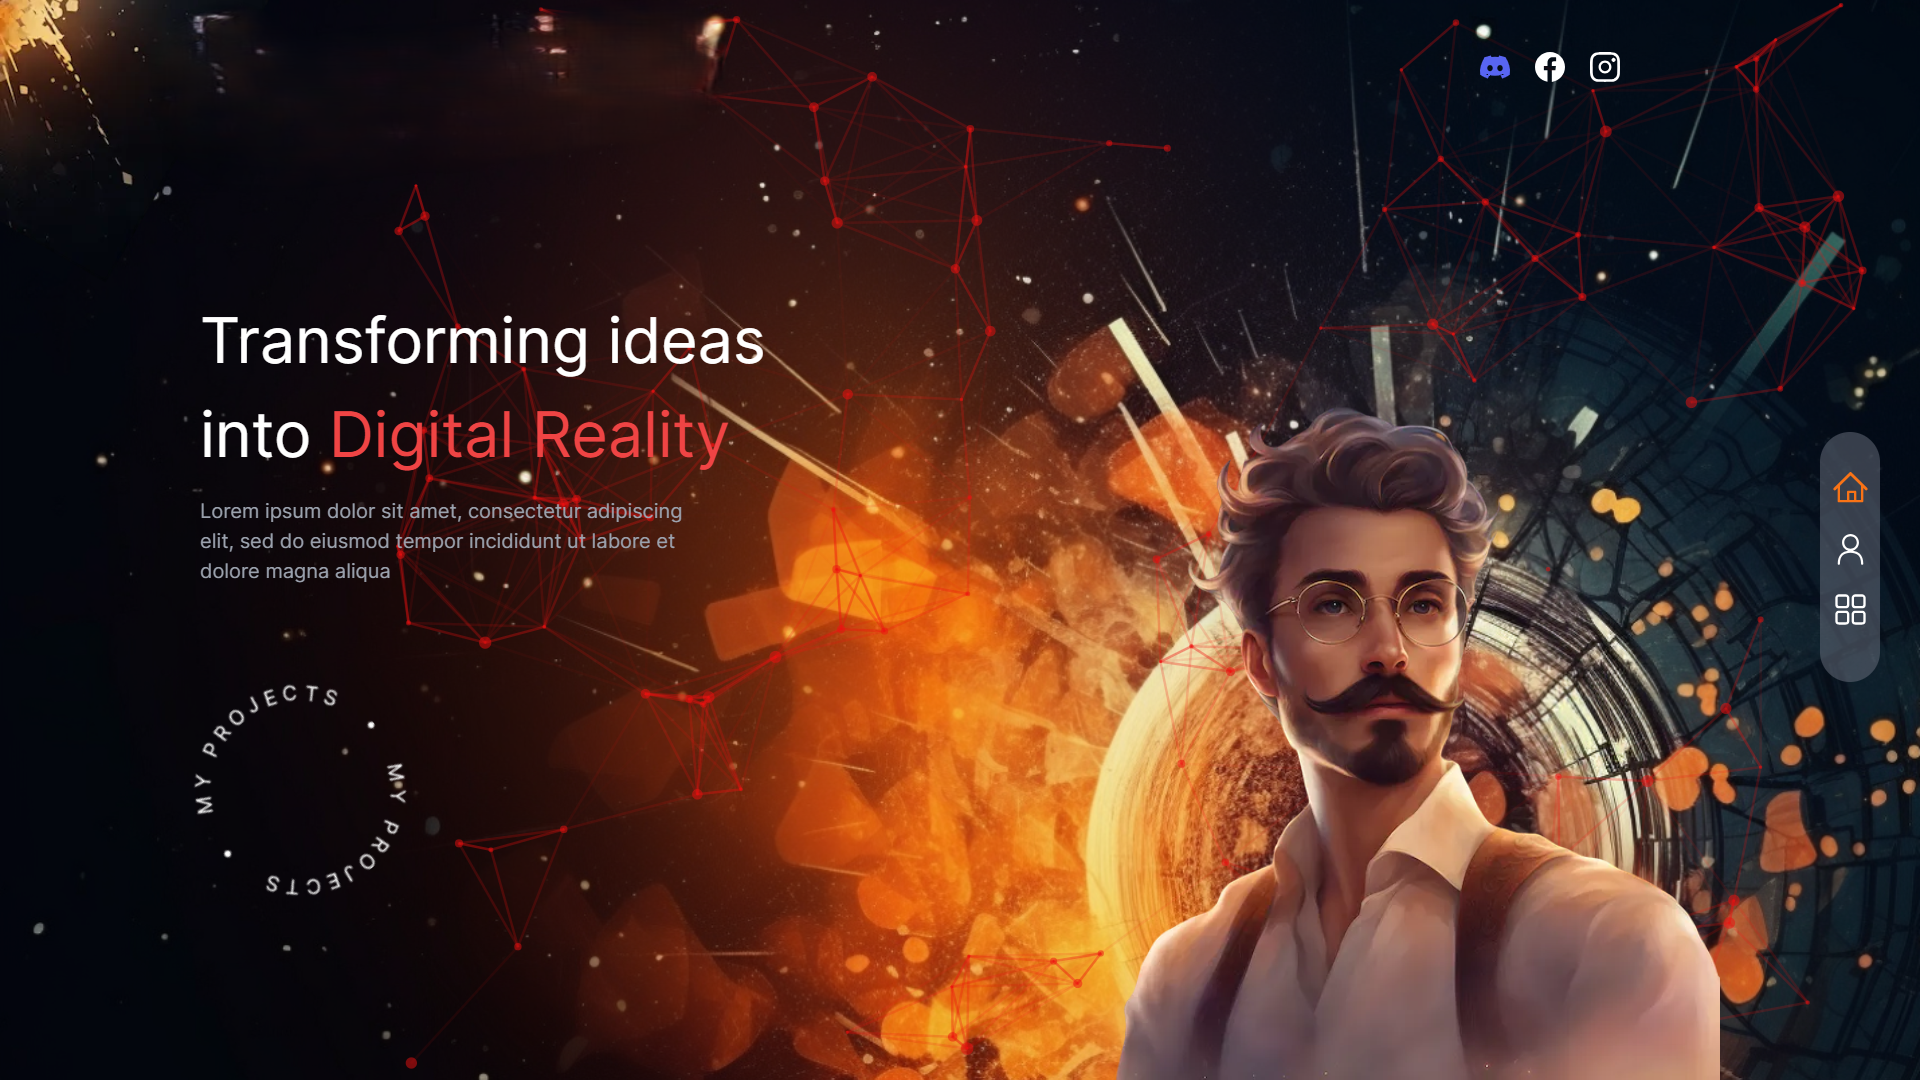 Transforming ideas
into Digital Reality
Lorem ipsum dolor sit amet, consectetur adipiscing
elit, sed do eiusmod tempor incididunt ut labore et
dolore magna aliqua
MY PROJECTS
MY PROJECTS